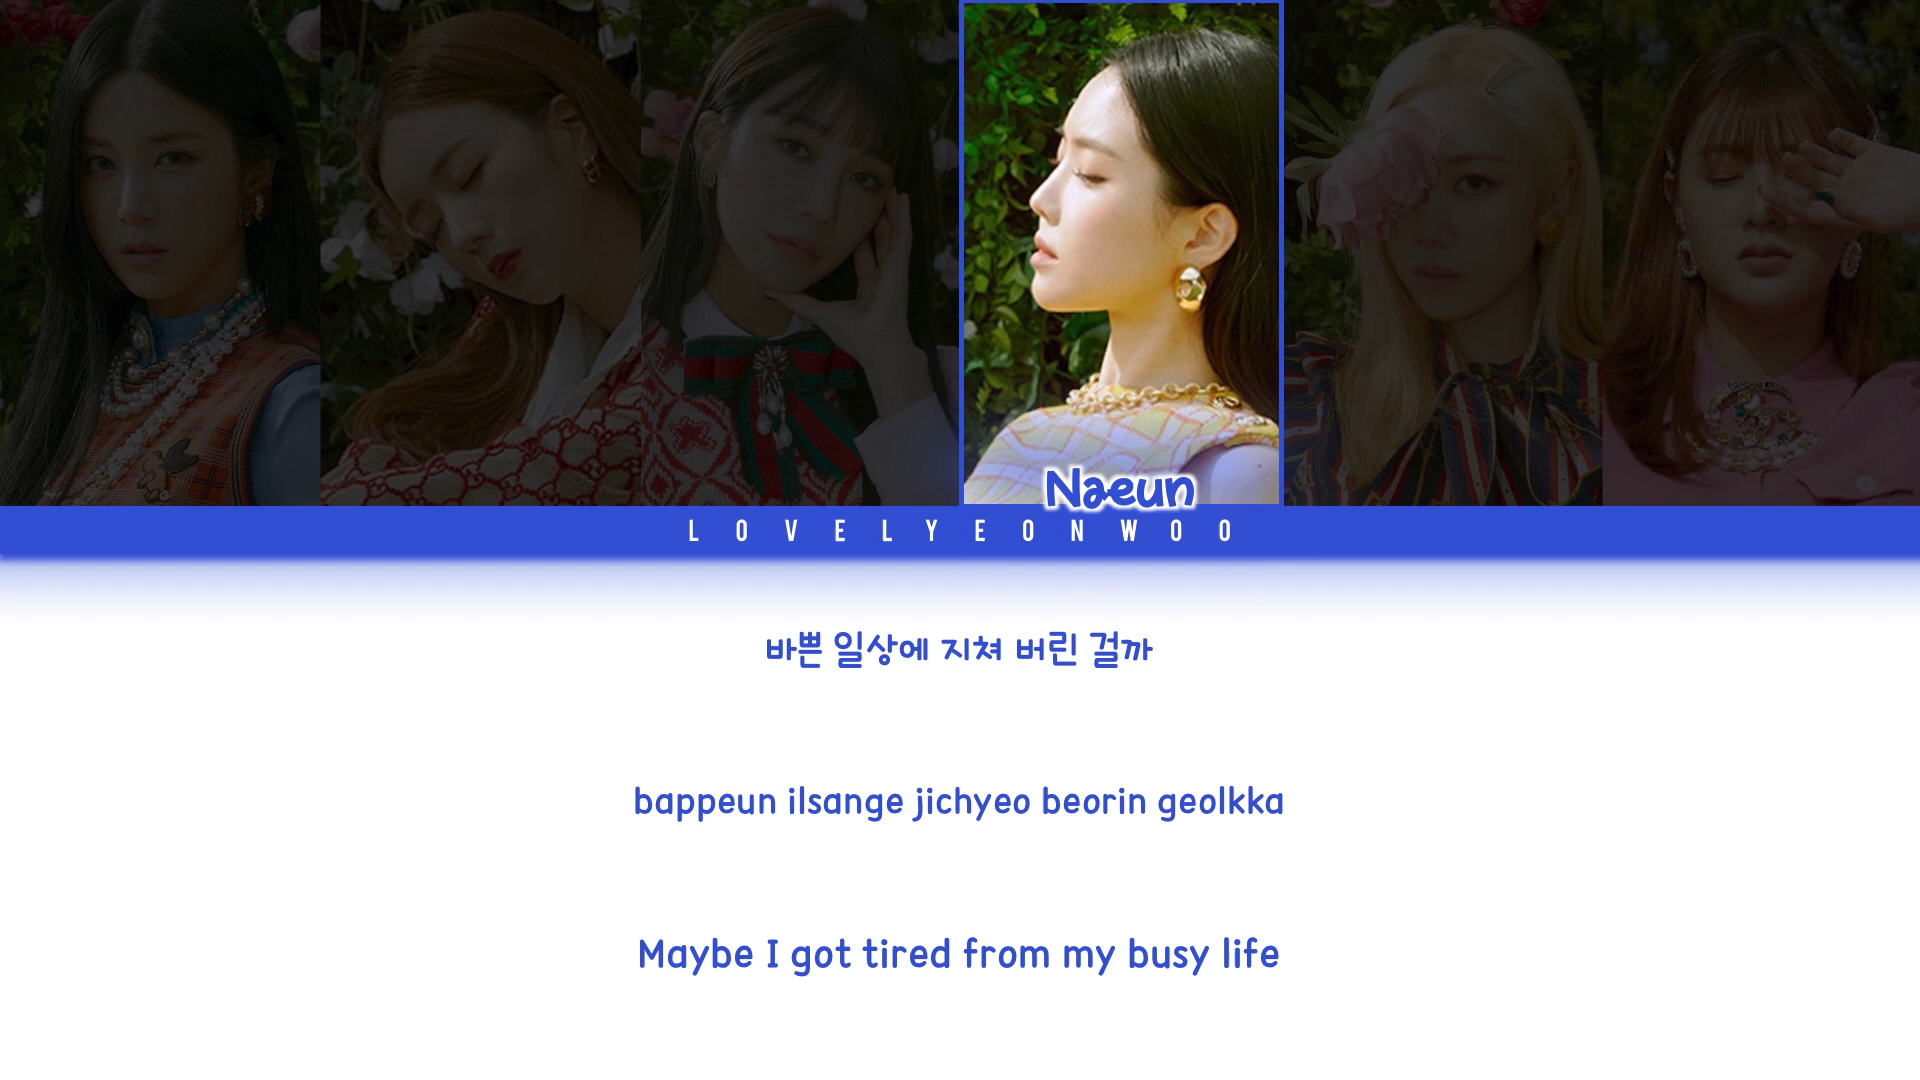 Naeun
LOVELYEONWOO
바쁜 일상에 지쳐 버린 걸까
bappeun ilsange jichyeo beorin geolkka
Maybe I got tired from my busy life